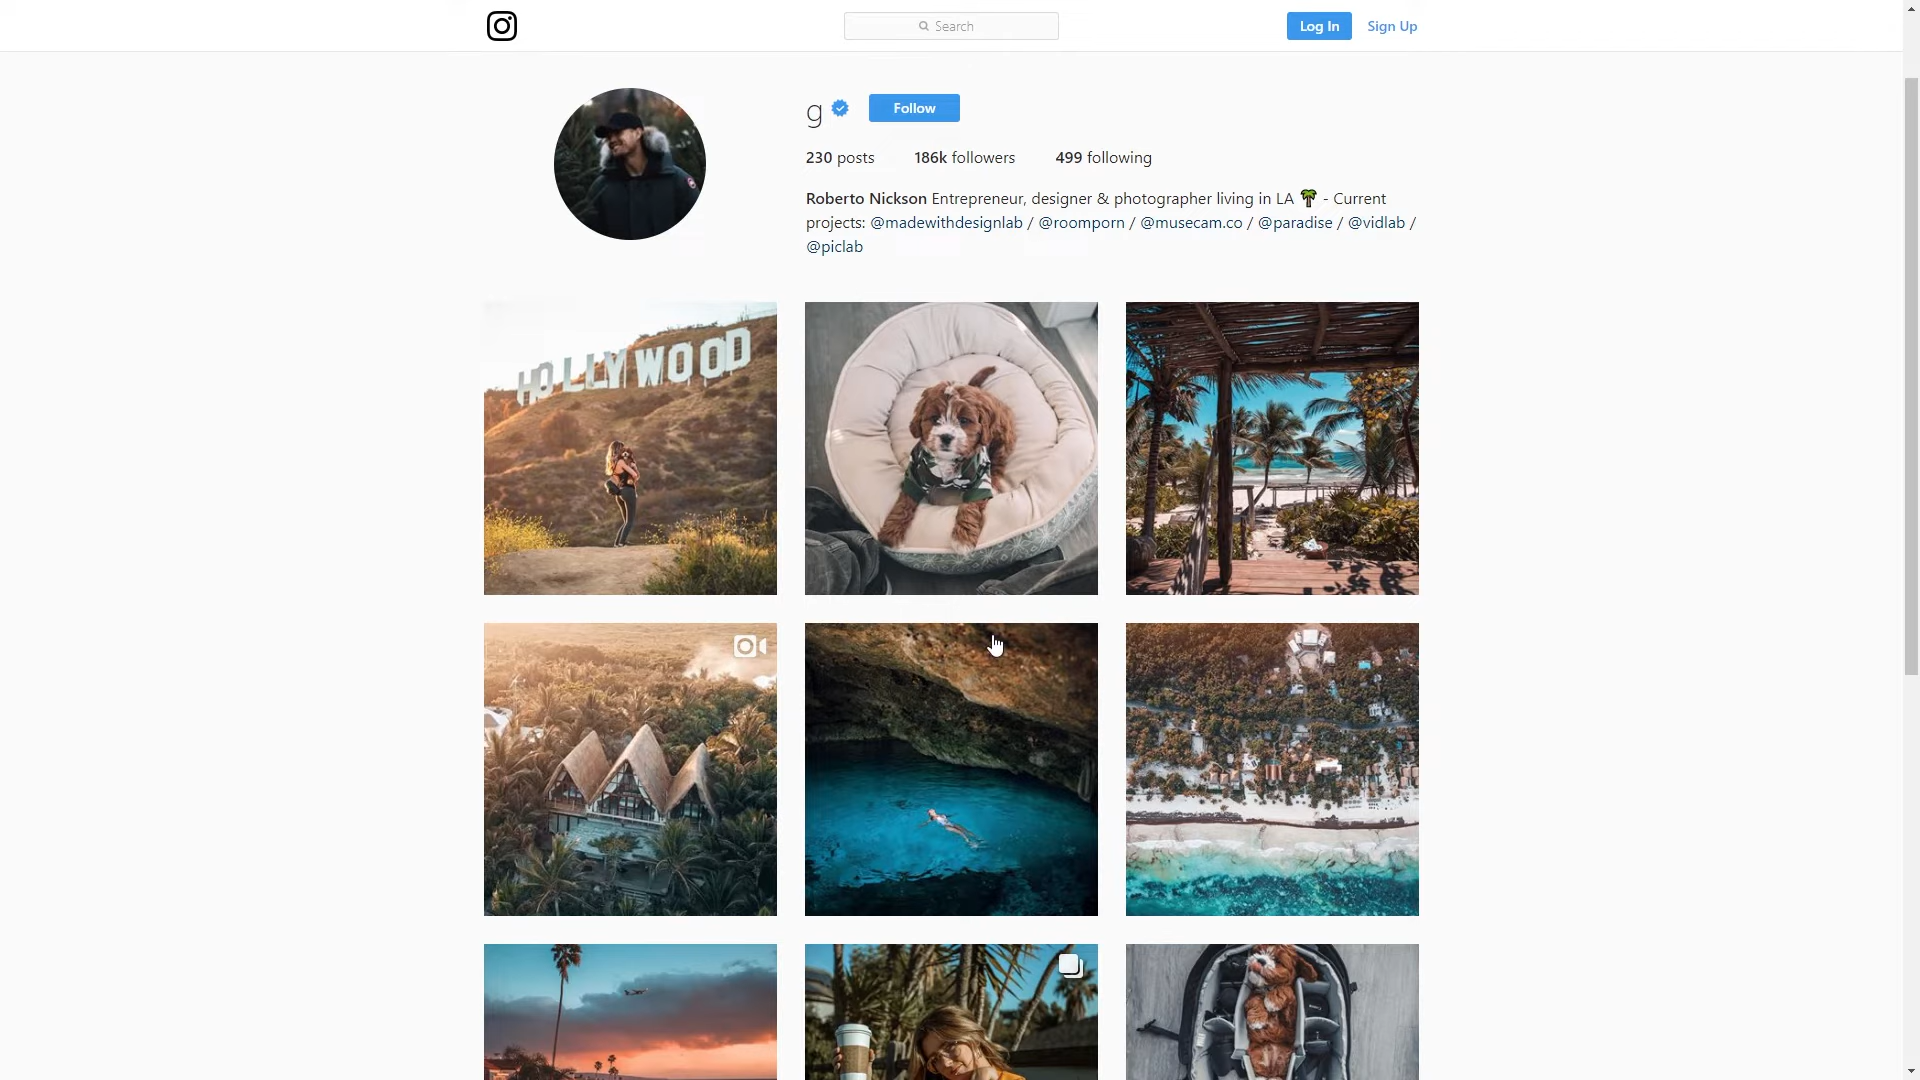 Search
Log In
Sign Up
g
Follow
230 posts
186k followers
499 following
Roberto Nickson Entrepreneur, designer & photographer living in LA 🌴 - Current
projects: @madewithdesignlab / @roomporn / @musecam.co / @paradise / @vidlab /
@piclab
HOLLYWOOD